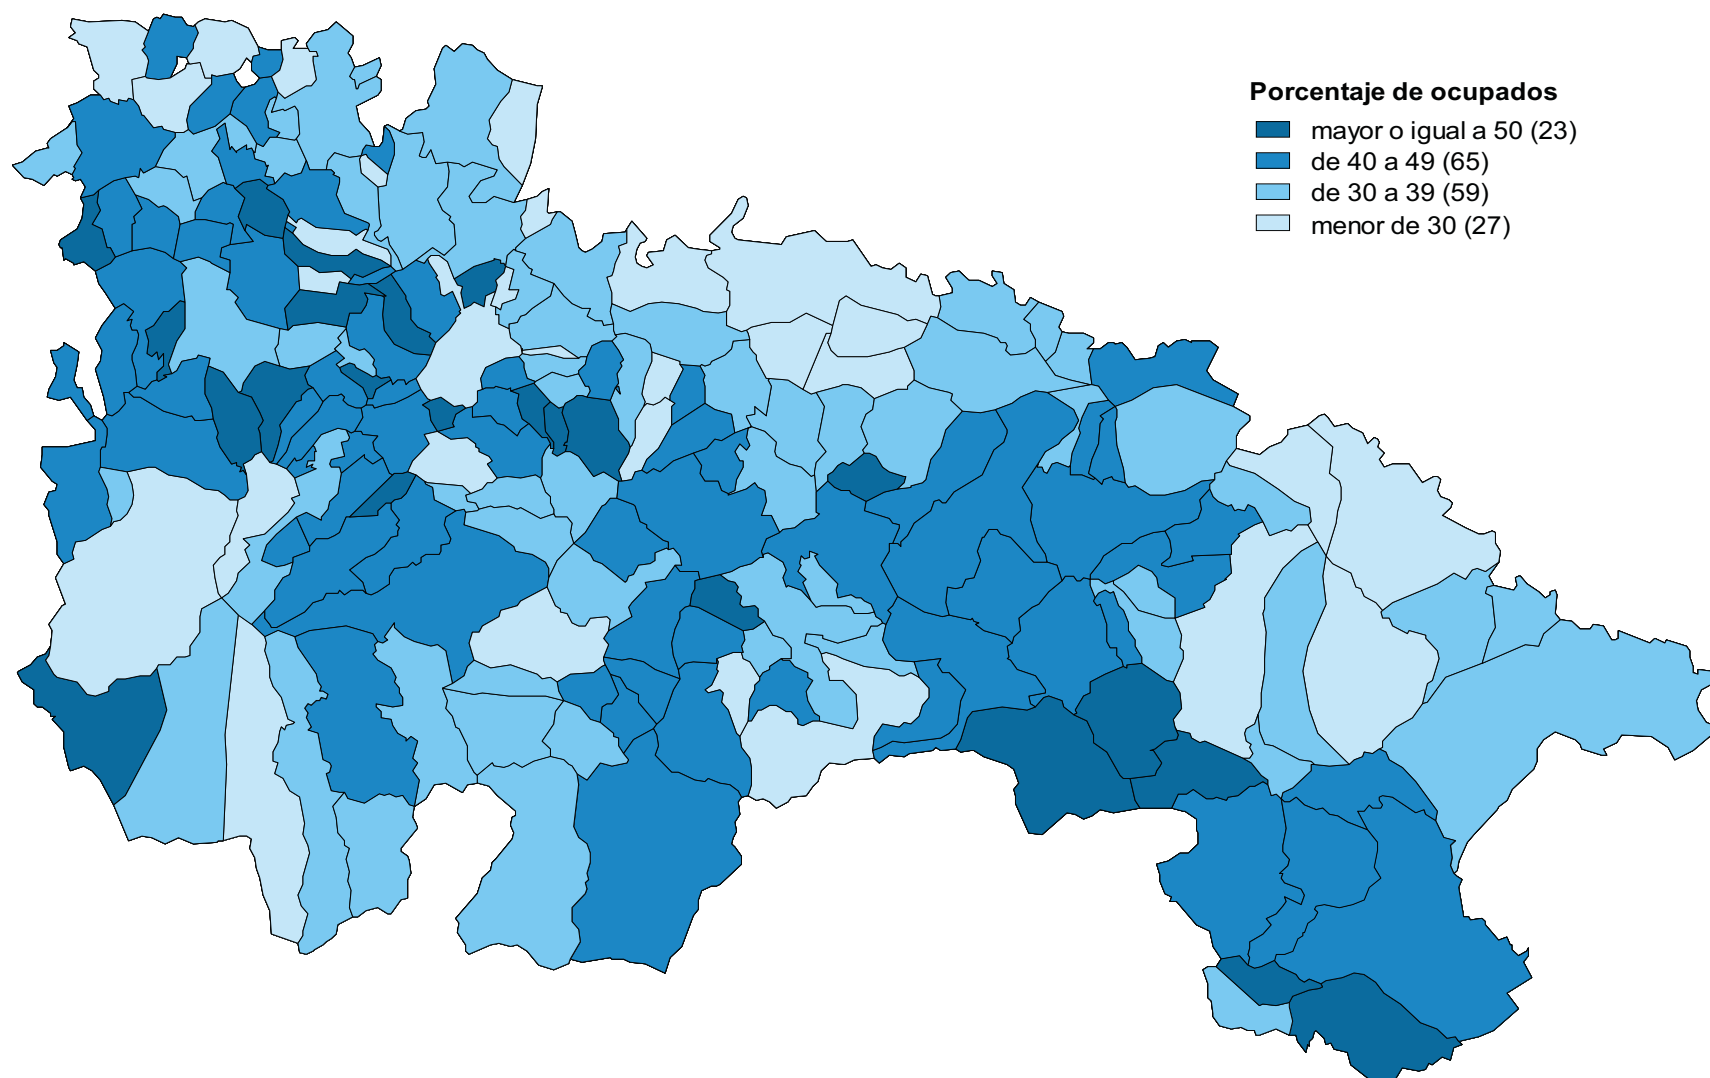 Porcentaje de ocupados
mayor o igual a 50 (23)
de 40 a 49 (65)
de 30 a 39 (59)
menor de 30 (27)